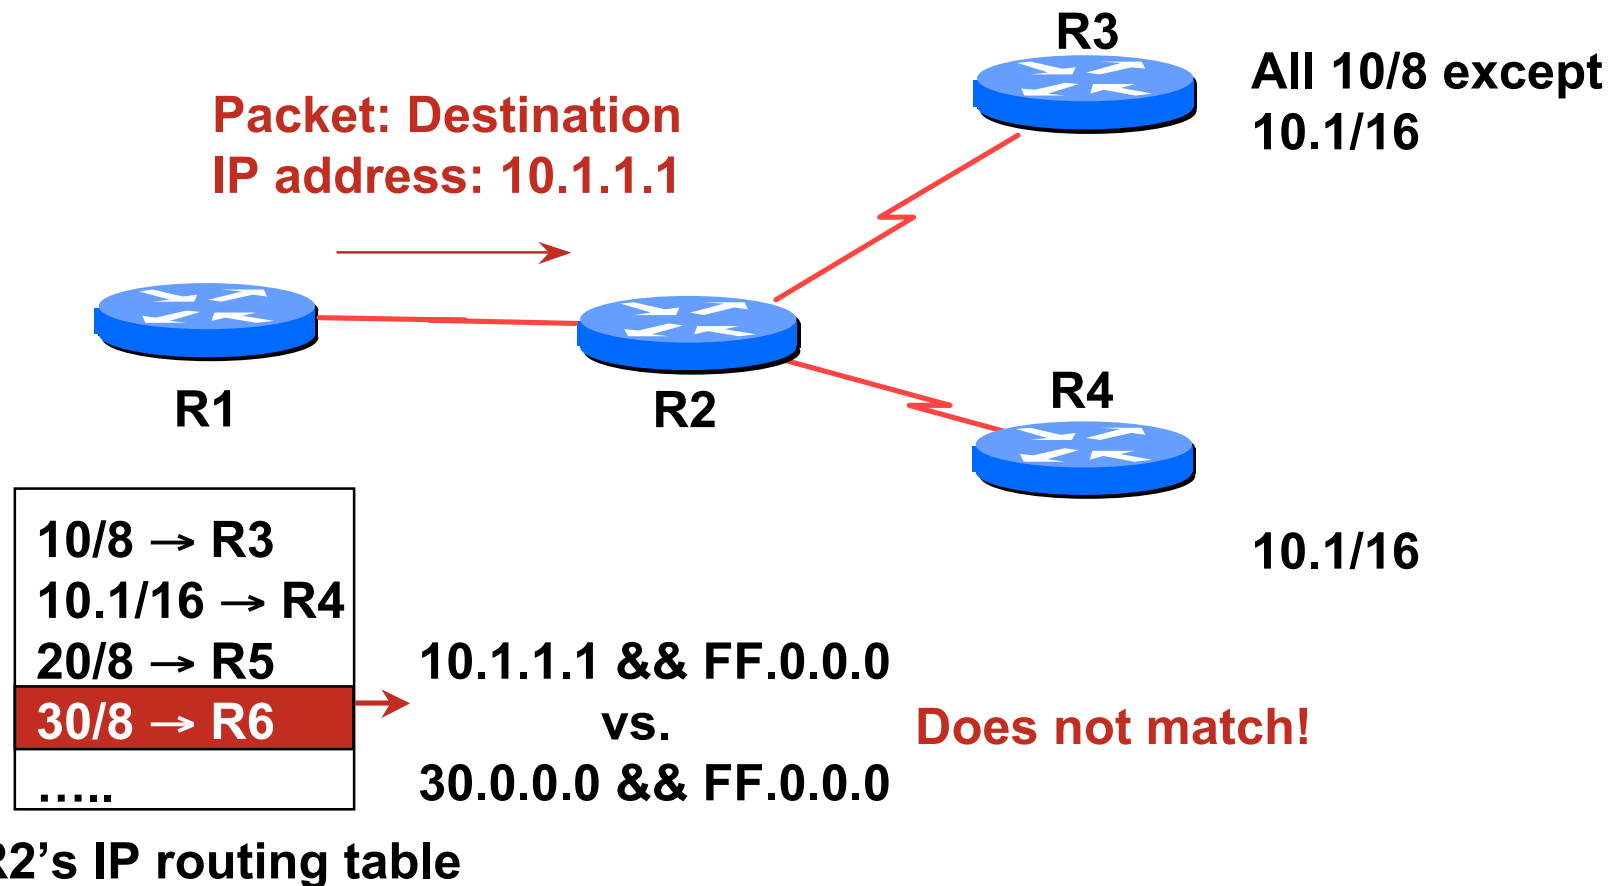 R3
All 10/8 except
10.1/16
Packet: Destination
IP address: 10.1.1.1
R1
R2
R4
10.1/16
10/8 → R3
10.1/16 → R4
20/8 → R5
30/8 → R6
.....
10.1.1.1 && FF.0.0.0
vs.
30.0.0.0 && FF.0.0.0
Does not match!
R2's IP routing table